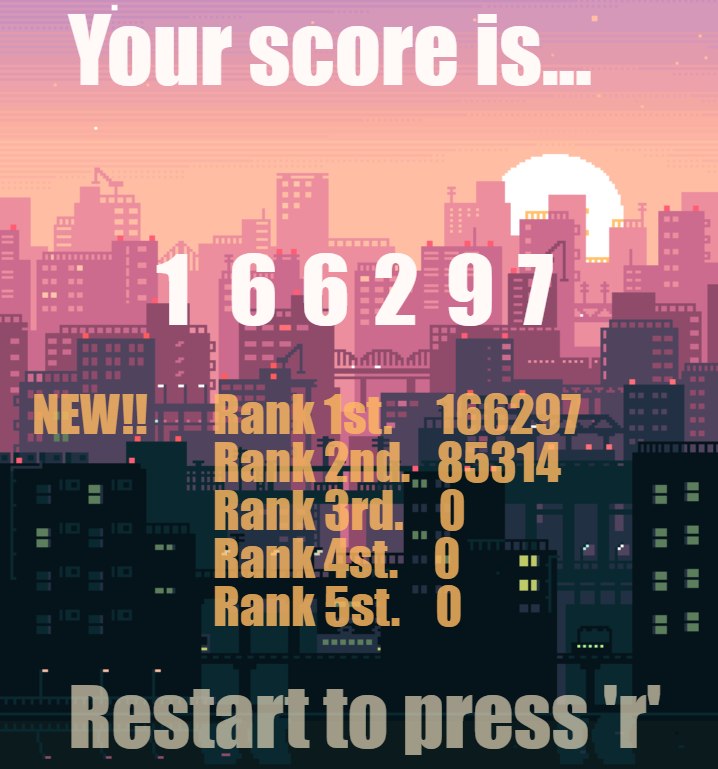 Your score is...
1 6 6 2 9 7
NEW!! Rank 1st. 166297
Rank 2nd. 85314
Rank 3rd. 0
Rank 4st. 0
Rank 5st. 0
Restart to press 'r'